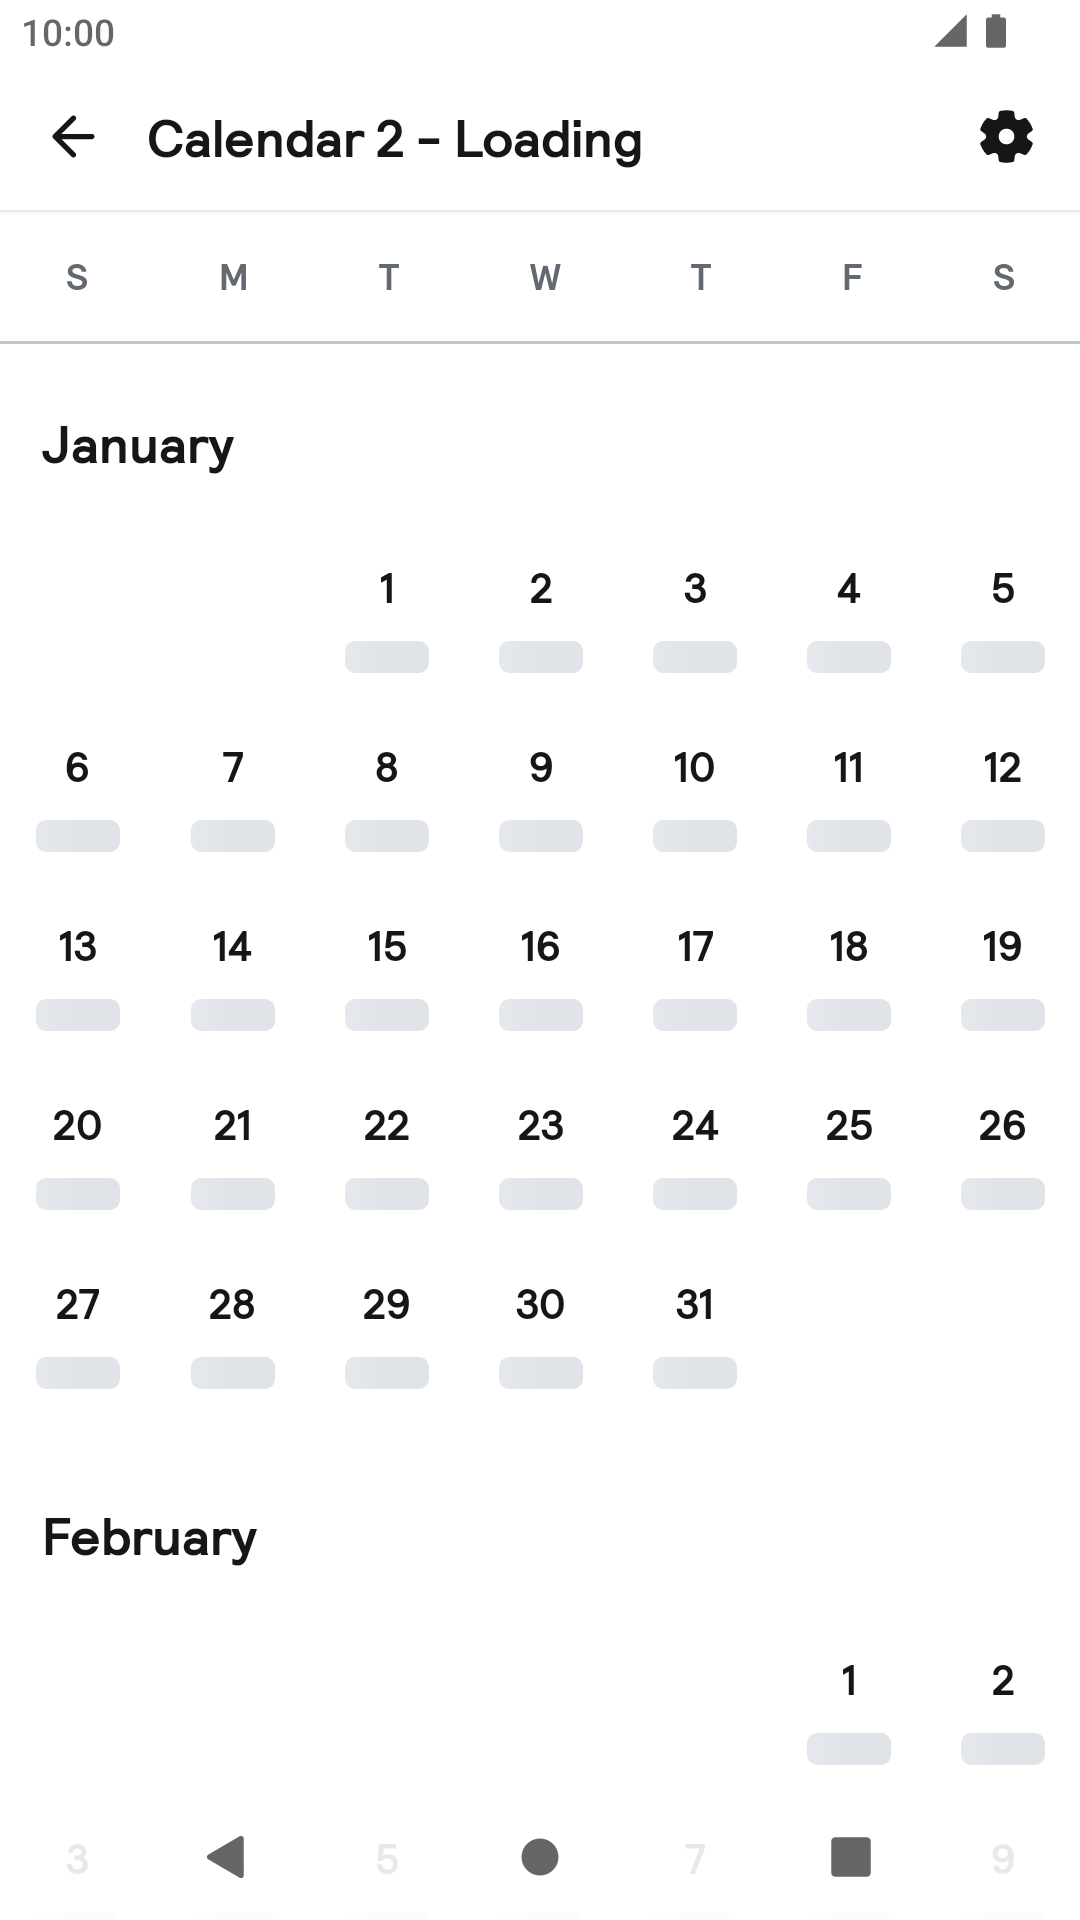 10:00
Calendar 2 – Loading
S M T W T F S
January
1 2 3 4 5
6 7 8 9 10 11 12
13 14 15 16 17 18 19
20 21 22 23 24 25 26
27 28 29 30 31
February
1 2
3 5 7 9